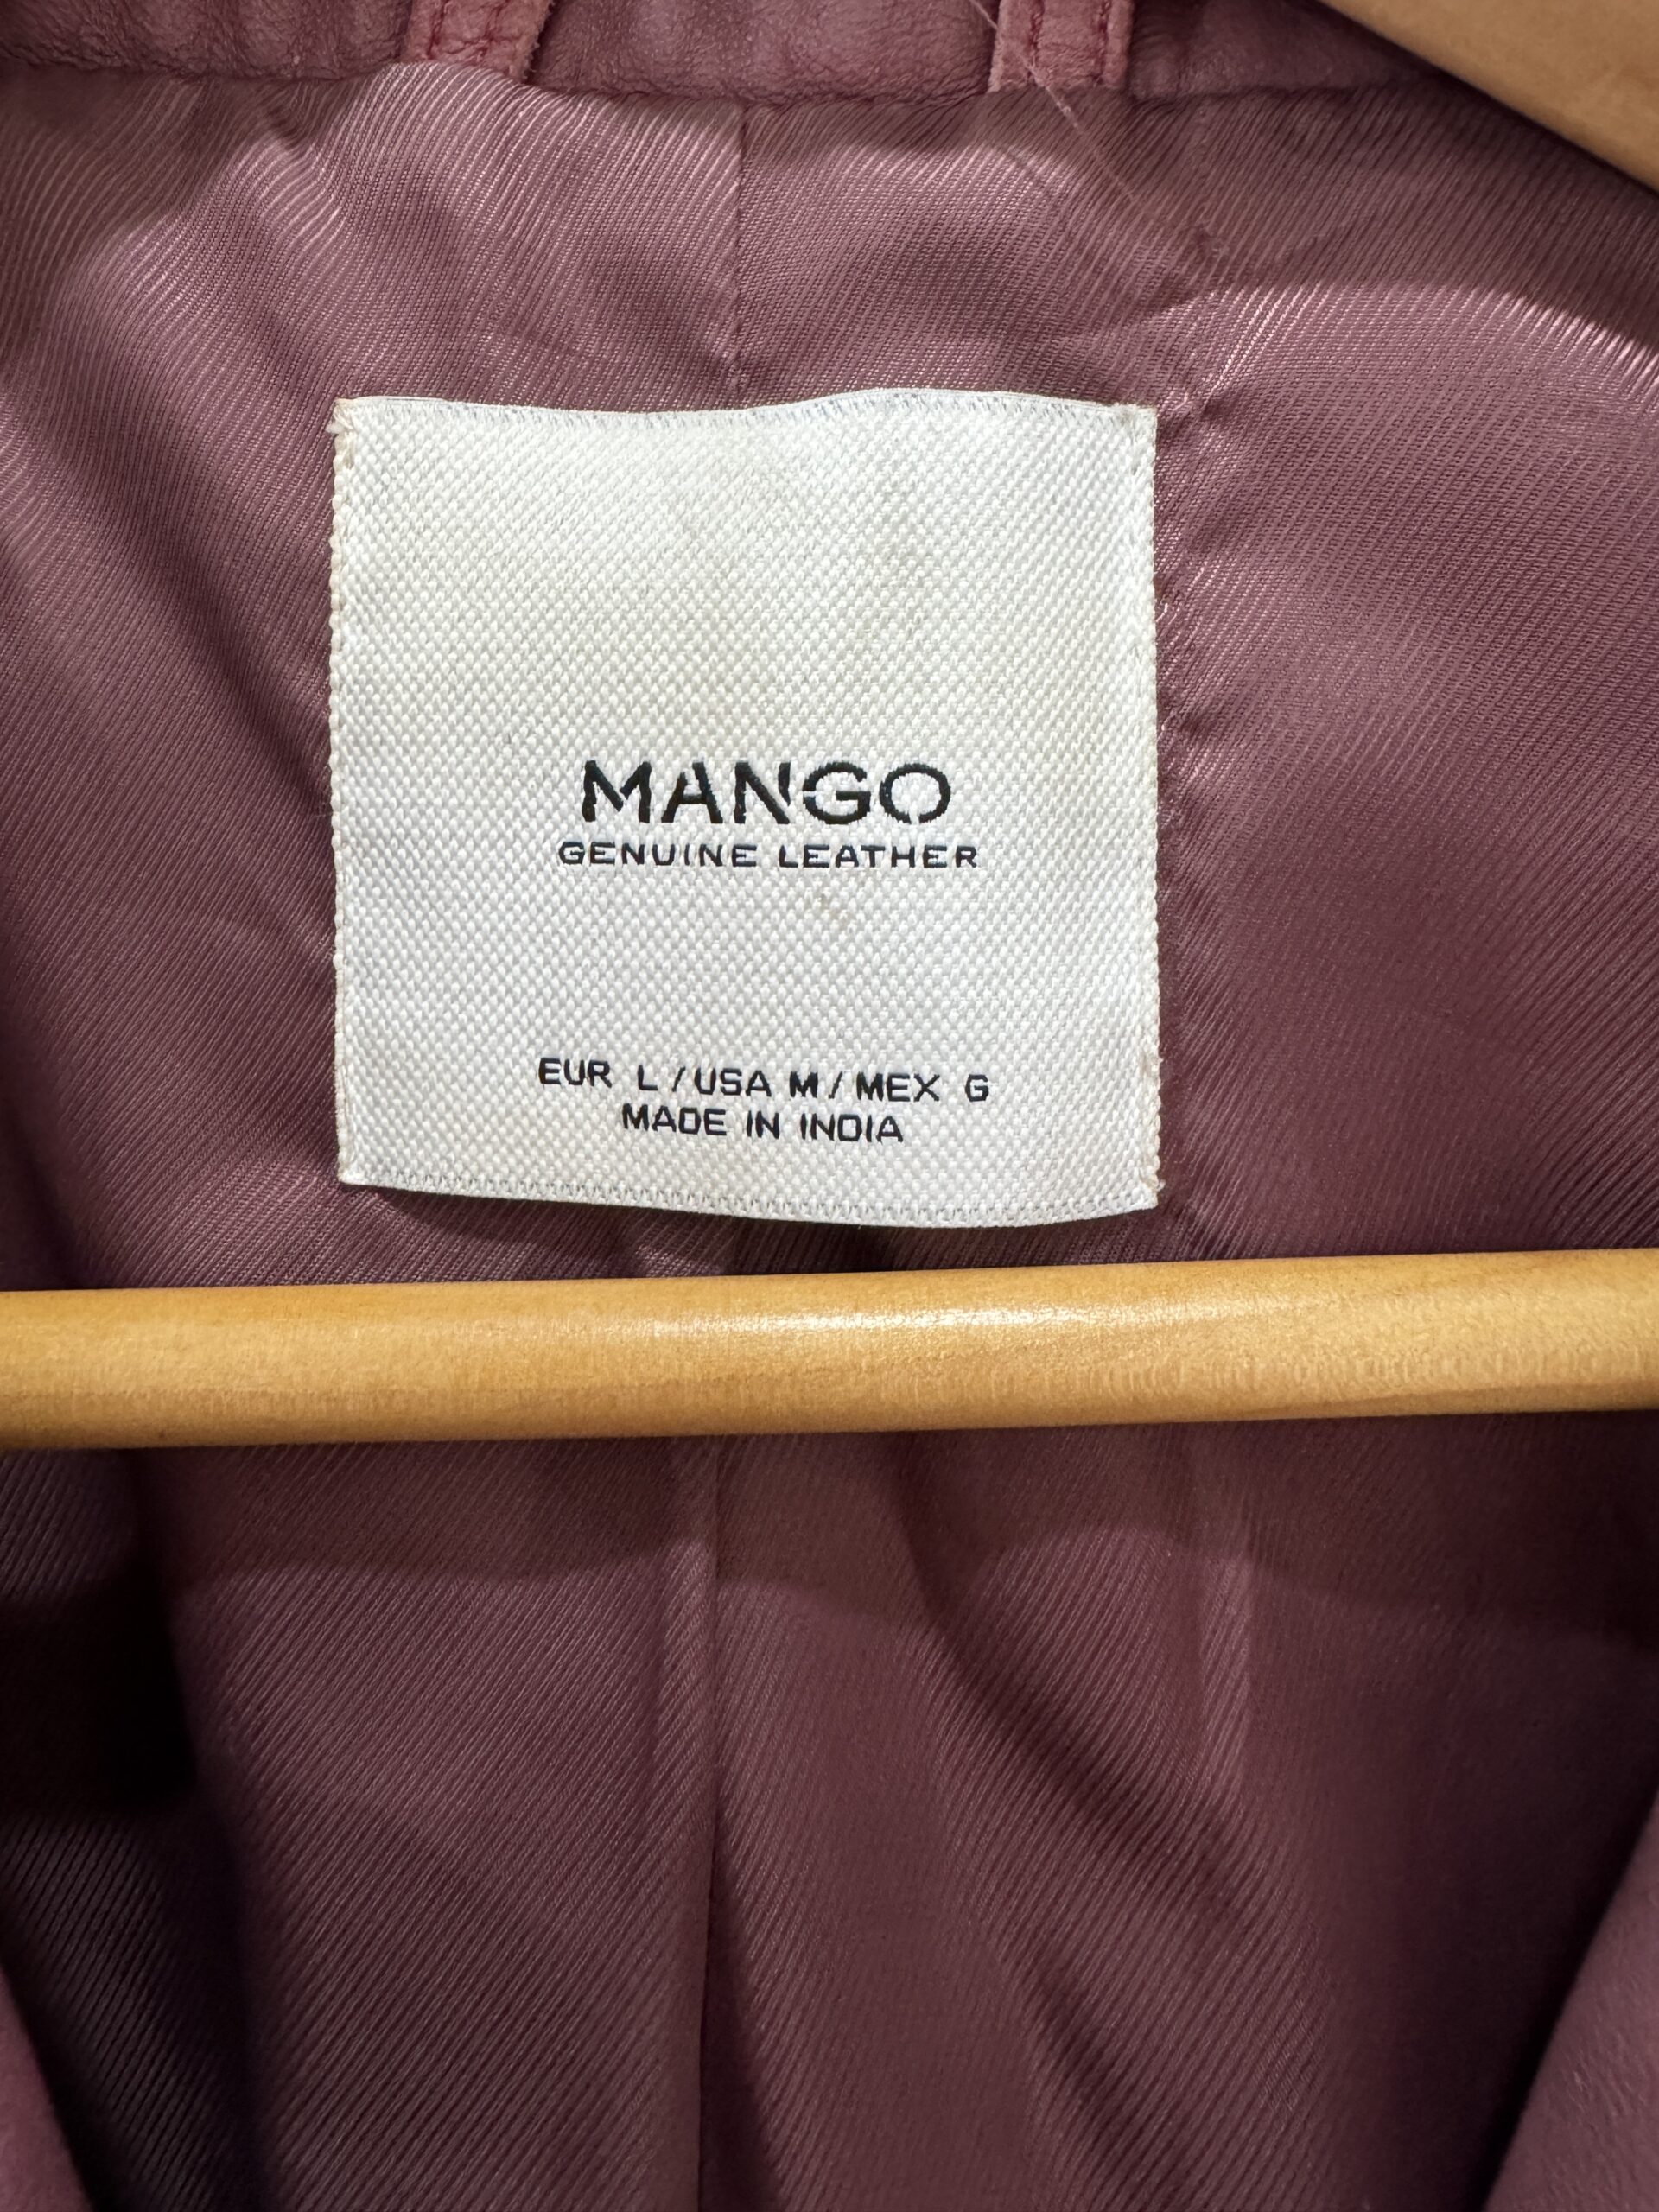 MANGO
GENUINE LEATHER
EUR L / USA M / MEX G
MADE IN INDIA